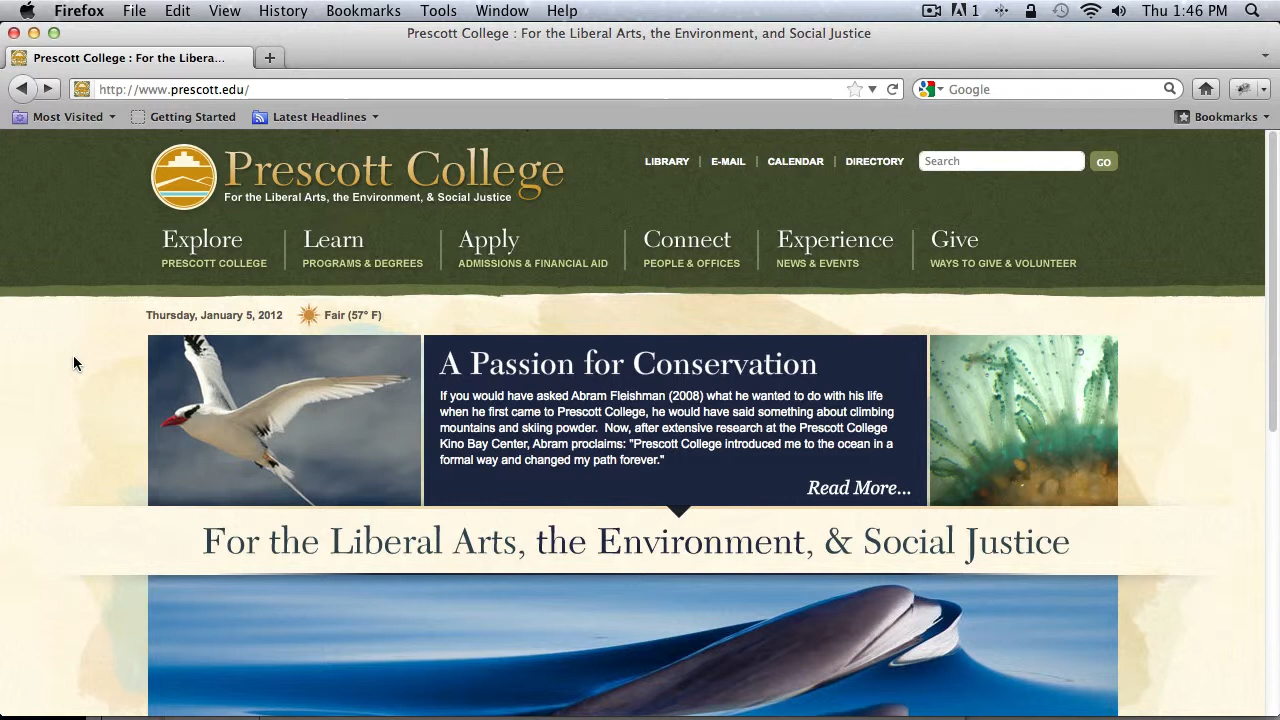 Firefox File Edit View History Bookmarks Tools Window Help 1 Thu 1:46 PM
Prescott College : For the Liberal Arts, the Environment, and Social Justice
Prescott College : For the Libera...
http://www.prescott.edu/ Google
Most Visited Getting Started Latest Headlines Bookmarks
Prescott College
For the Liberal Arts, the Environment, & Social Justice
LIBRARY | E-MAIL | CALENDAR | DIRECTORY Search GO
Explore Learn Apply Connect Experience Give
PRESCOTT COLLEGE PROGRAMS & DEGREES ADMISSIONS & FINANCIAL AID PEOPLE & OFFICES NEWS & EVENTS WAYS TO GIVE & VOLUNTEER
Thursday, January 5, 2012 Fair (57° F)
A Passion for Conservation
If you would have asked Abram Fleishman (2008) what he wanted to do with his life
when he first came to Prescott College, he would have said something about climbing
mountains and skiing powder. Now, after extensive research at the Prescott College
Kino Bay Center, Abram proclaims: "Prescott College introduced me to the ocean in a
formal way and changed my path forever."
Read More...
For the Liberal Arts, the Environment, & Social Justice